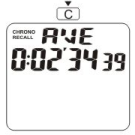 C
CHRONO
RECALL
AVE
0:02'34 39